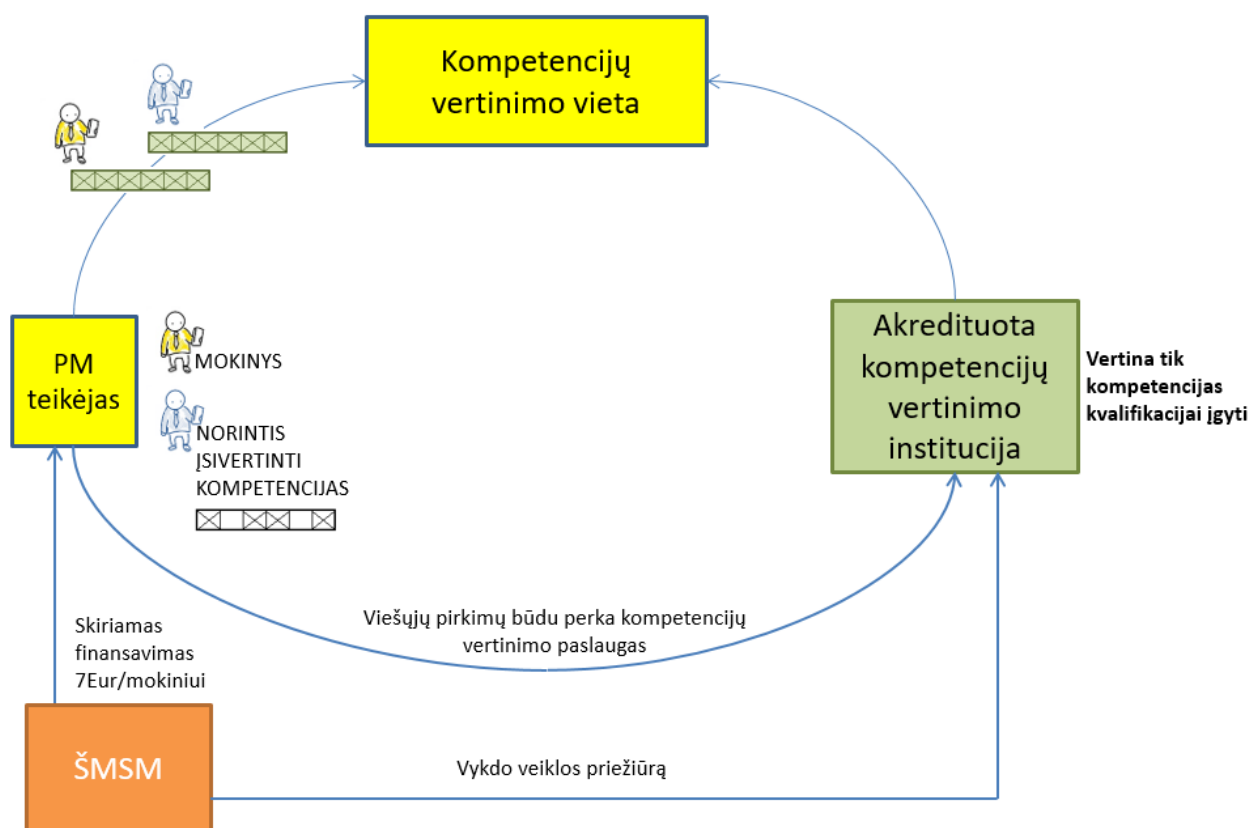 Kompetencijų
vertinimo vieta
PM
teikėjas
MOKINYS
NORINTIS
ĮSIVERTINTI
KOMPETENCIJAS
Akredituota
kompetencijų
vertinimo
institucija
Vertina tik
kompetencijas
kvalifikacijai įgyti
Viešųjų pirkimų būdu perka kompetencijų
vertinimo paslaugas
Skiriamas
finansavimas
7Eur/mokiniui
ŠMSM
Vykdo veiklos priežiūrą